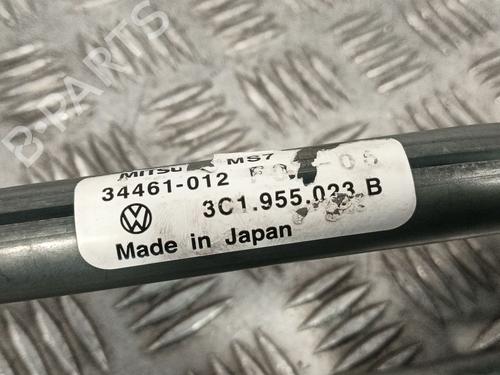 B-PARTS
MS7
34461-012
3C1.955.023 B
Made in Japan